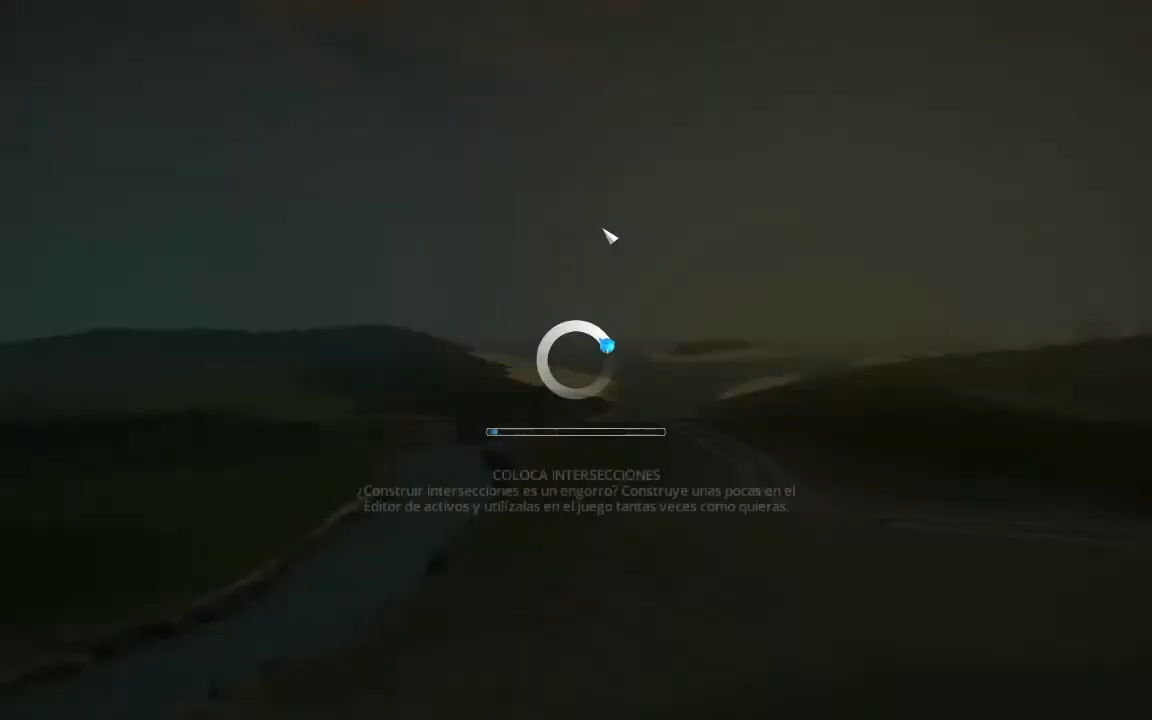 COLOCA INTERSECCIONES
¿Construir intersecciones es un engorro? Construye unas pocas en el
Editor de activos y utilízalas en el juego tantas veces como quieras.